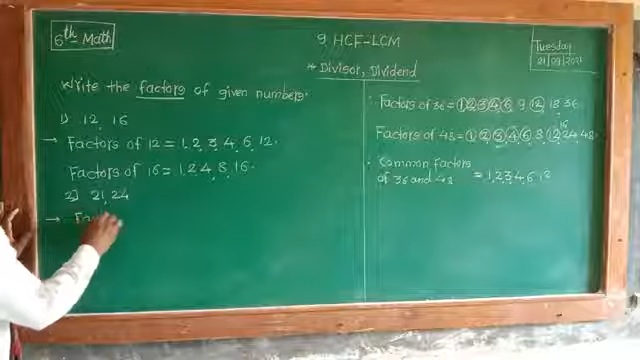 6th Math
9 HCF-LCM
* Divisor, Dividend
Tuesday
21/09/2021
Write the factors of given numbers.
1) 12, 16
→ Factors of 12 = 1, 2, 3, 4, 6, 12.
Factors of 16 = 1, 2, 4, 8, 16.
2) 21, 24
→ Fac
Factors of 36 = 1 2 3 4 6 9 12 18 36
16
Factors of 48 = 1 2 3 4 6 8 12 24 48
Common factors
of 36 and 48 = 1, 2, 3, 4, 6, 12